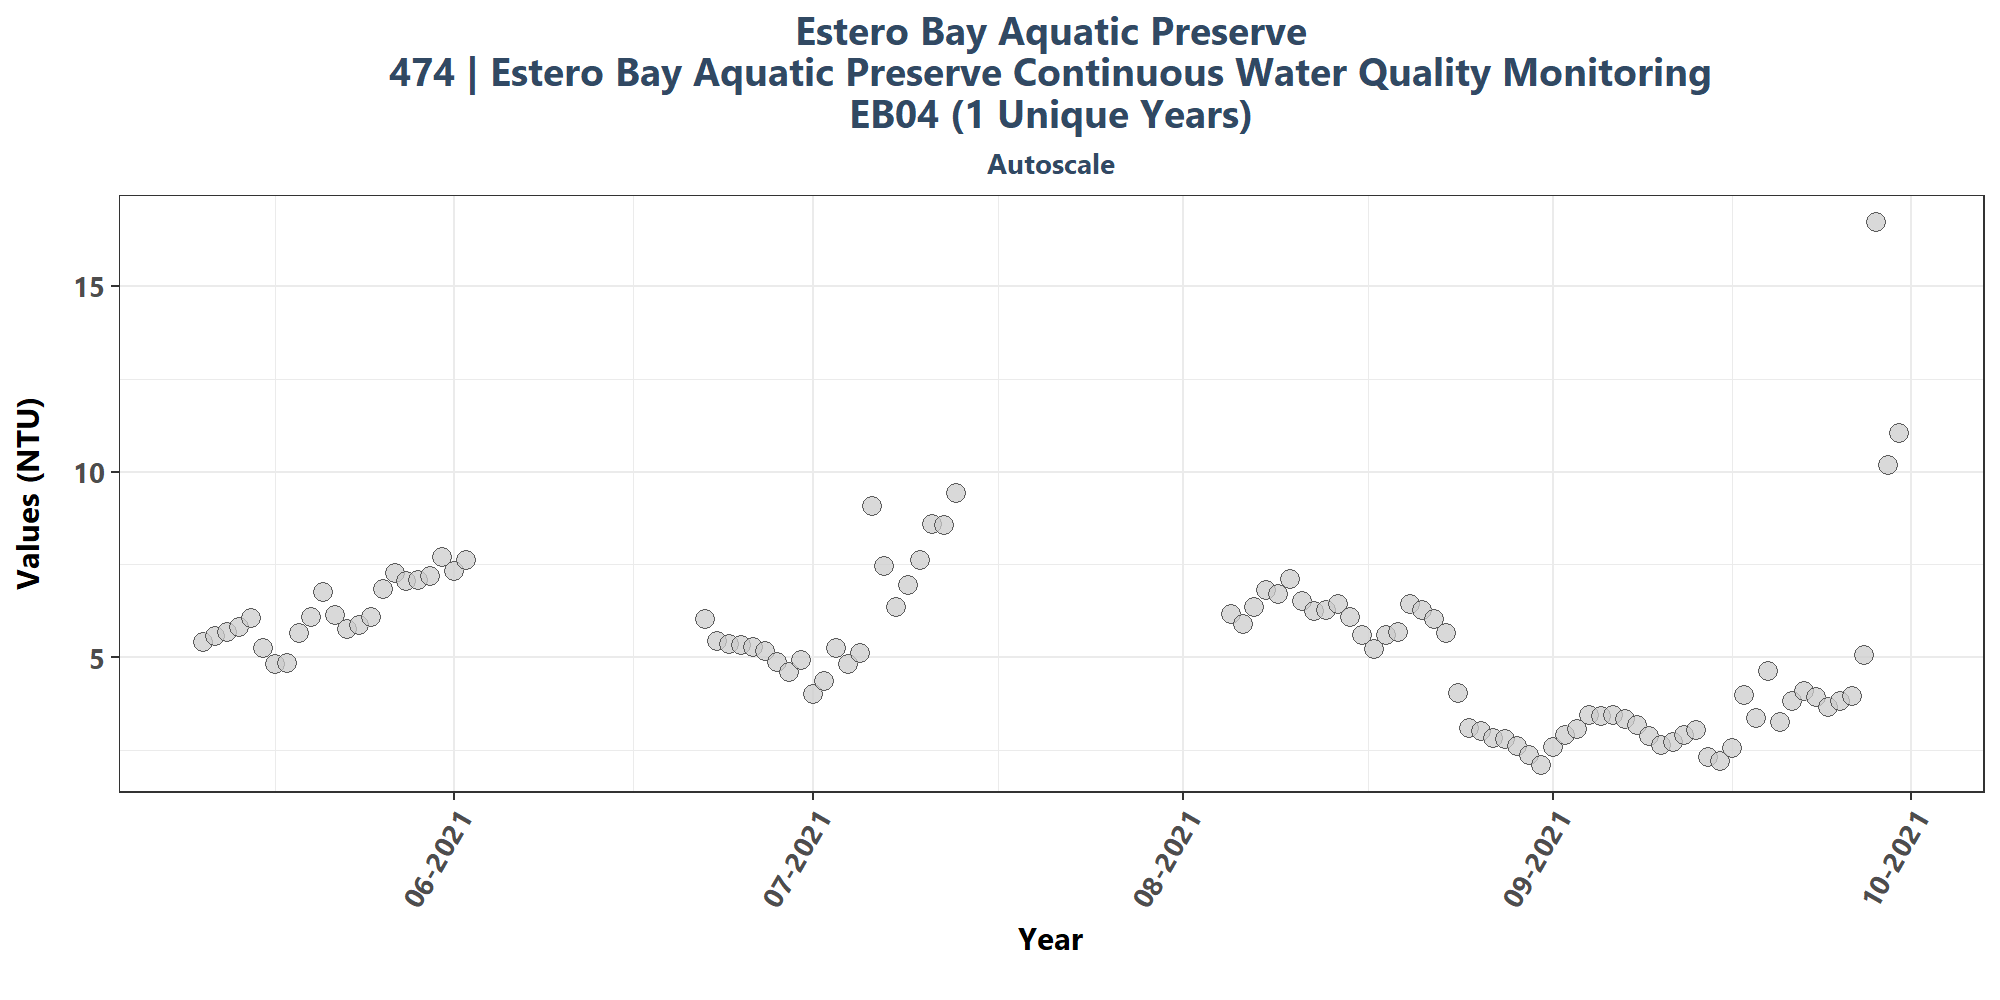 Estero Bay Aquatic Preserve
474 | Estero Bay Aquatic Preserve Continuous Water Quality Monitoring
EB04 (1 Unique Years)
Autoscale
Values (NTU)
15
10
5
06-2021
07-2021
08-2021
09-2021
10-2021
Year